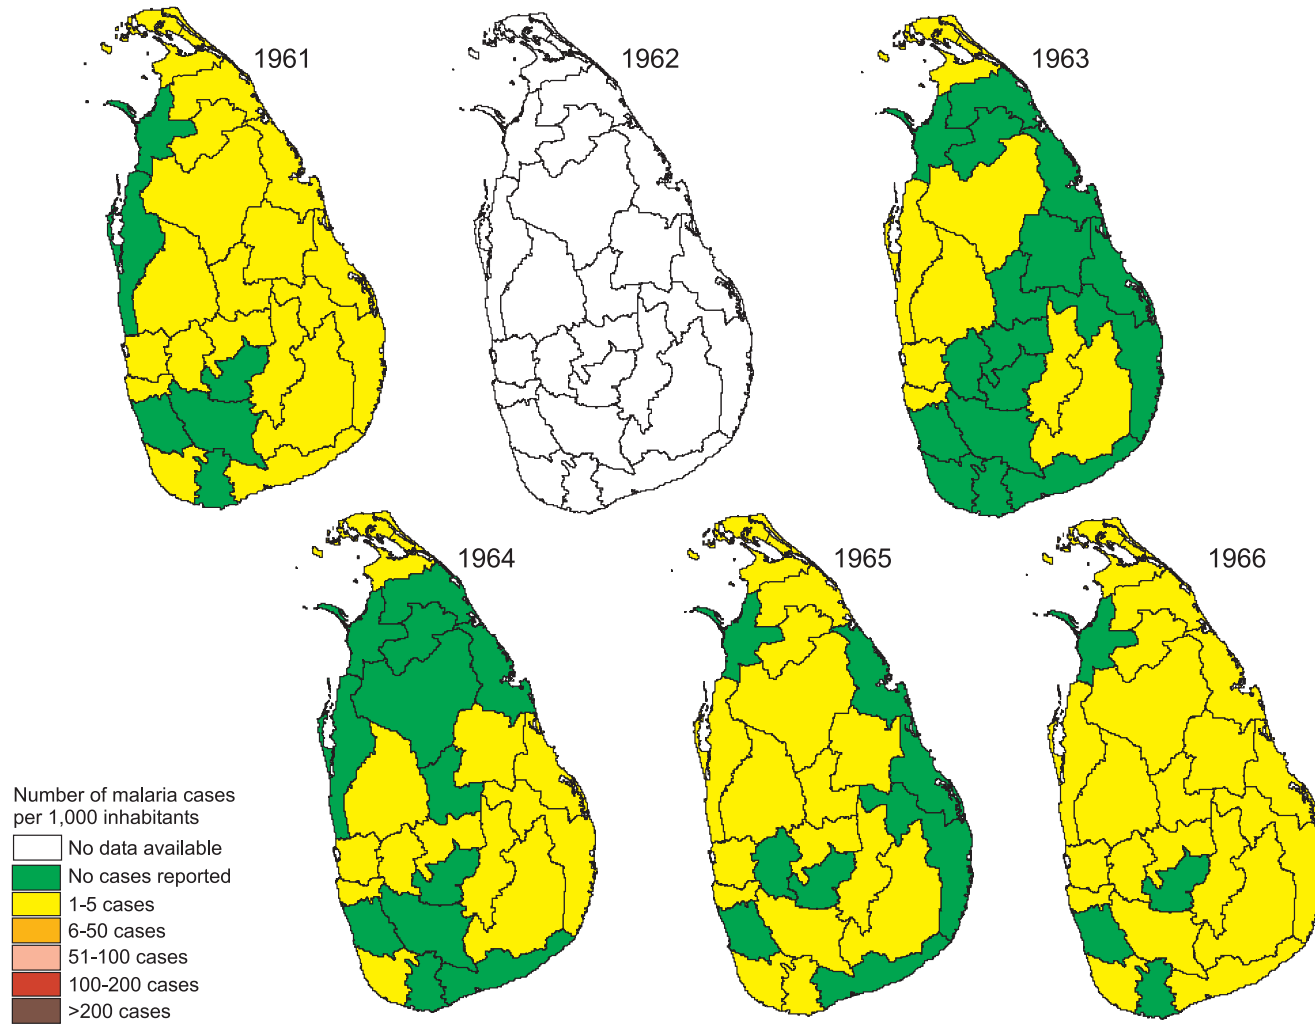 1961
1962
1963
1964
1965
1966
Number of malaria cases
per 1,000 inhabitants
No data available
No cases reported
1-5 cases
6-50 cases
51-100 cases
100-200 cases
>200 cases